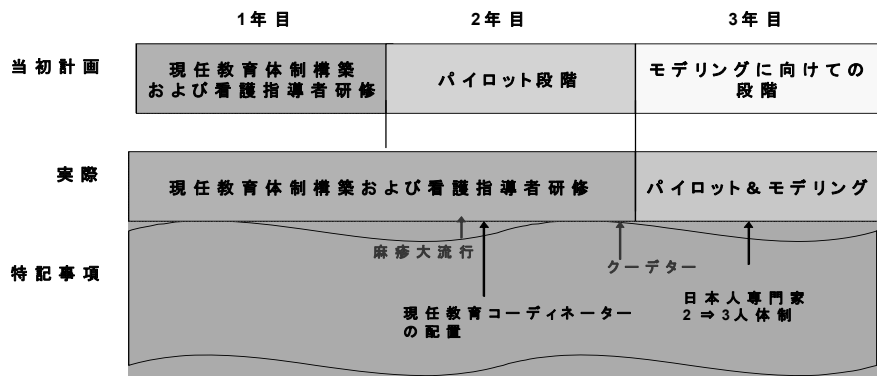 1年目 2年目 3年目
当初計画
現任教育体制構築
および看護指導者研修
パイロット段階
モデリングに向けての
段階
実際
現任教育体制構築および看護指導者研修
パイロット&モデリング
特記事項
麻疹大流行
クーデター
現任教育コーディネーター
の配置
日本人専門家
2⇒3人体制